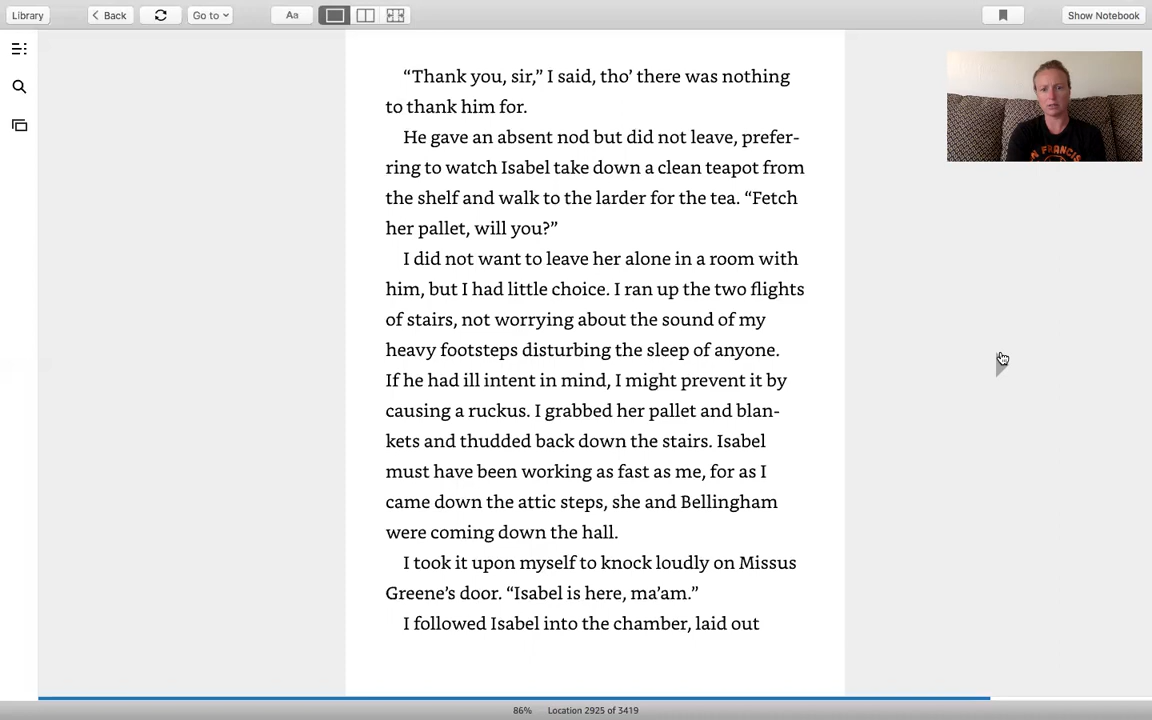 Library
Back
Go to
Aa
Show Notebook
“Thank you, sir,” I said, tho’ there was nothing
to thank him for.
He gave an absent nod but did not leave, prefer-
ring to watch Isabel take down a clean teapot from
the shelf and walk to the larder for the tea. “Fetch
her pallet, will you?”
I did not want to leave her alone in a room with
him, but I had little choice. I ran up the two flights
of stairs, not worrying about the sound of my
heavy footsteps disturbing the sleep of anyone.
If he had ill intent in mind, I might prevent it by
causing a ruckus. I grabbed her pallet and blan-
kets and thudded back down the stairs. Isabel
must have been working as fast as me, for as I
came down the attic steps, she and Bellingham
were coming down the hall.
I took it upon myself to knock loudly on Missus
Greene’s door. “Isabel is here, ma’am.”
I followed Isabel into the chamber, laid out
86% Location 2925 of 3419